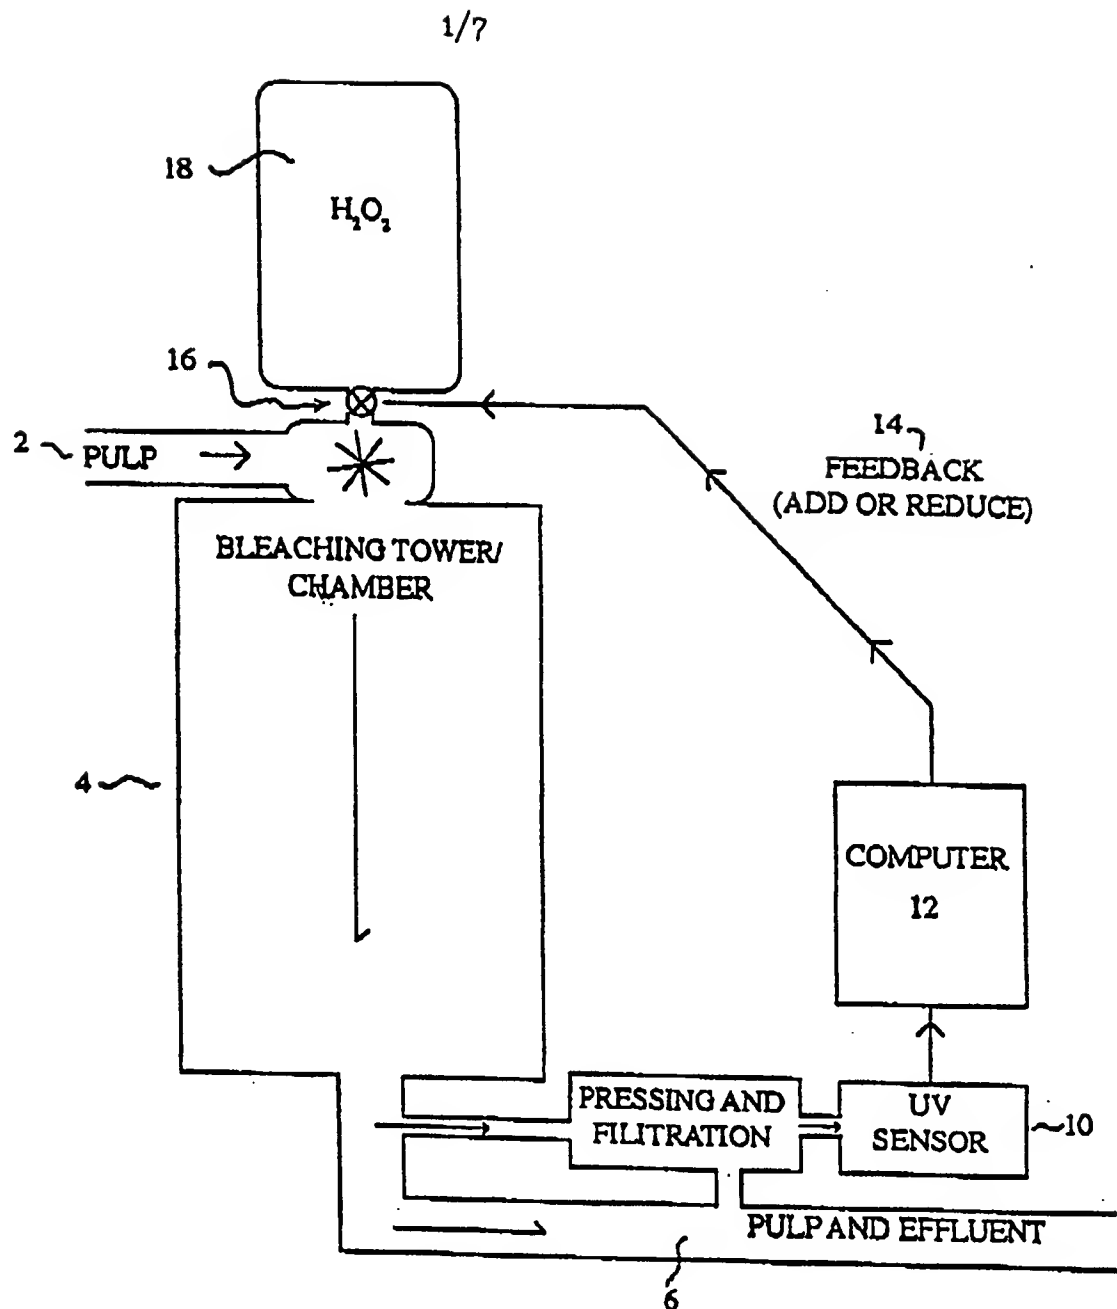 1/7
18
H₂O₂
16
2 PULP
14
FEEDBACK
(ADD OR REDUCE)
BLEACHING TOWER/
CHAMBER
4
COMPUTER
12
PRESSING AND
FILITRATION
UV
SENSOR
10
PULP AND EFFLUENT
6